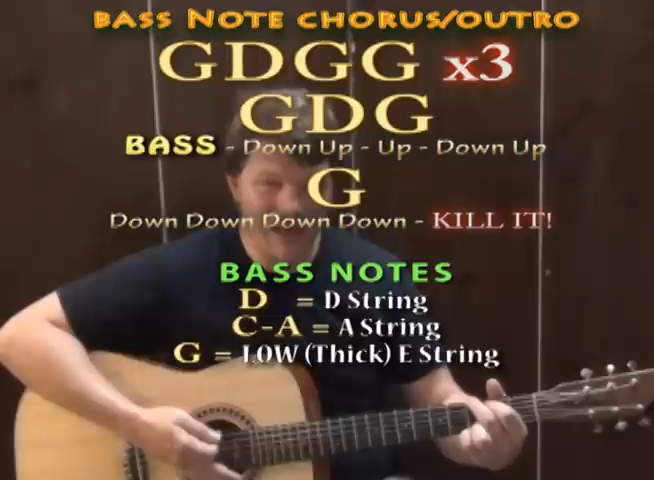 BASS NOTE CHORUS/OUTRO
GDGG x3
GDG
BASS - Down Up - Up - Down Up
G
Down Down Down Down - KILL IT!
BASS NOTES
D = D String
C-A = A String
G = LOW (Thick) E String